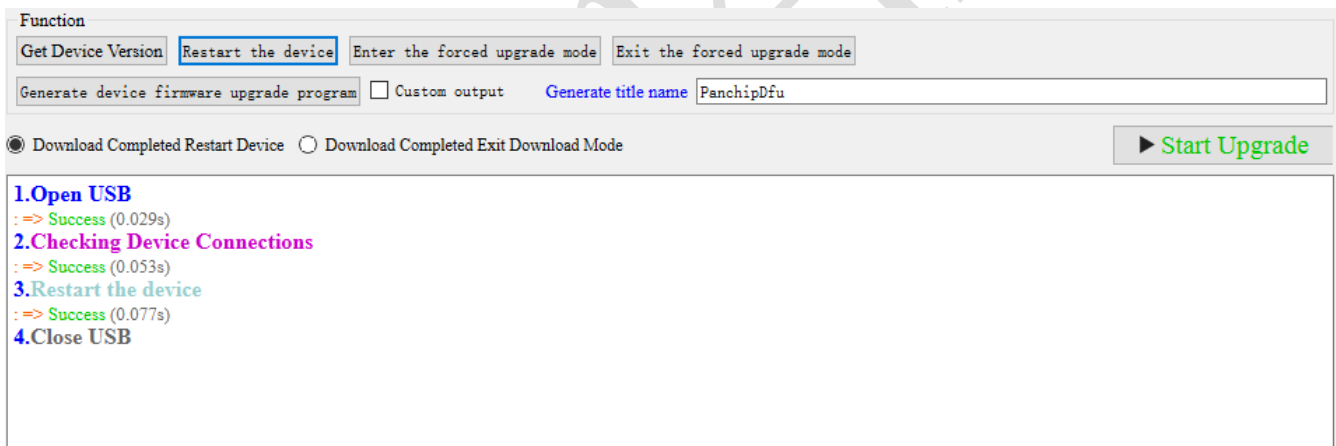 Function
Get Device Version Restart the device Enter the forced upgrade mode Exit the forced upgrade mode
Generate device firmware upgrade program Custom output Generate title name PanchipDfu
Download Completed Restart Device Download Completed Exit Download Mode Start Upgrade
1.Open USB
: => Success (0.029s)
2.Checking Device Connections
: => Success (0.053s)
3.Restart the device
: => Success (0.077s)
4.Close USB